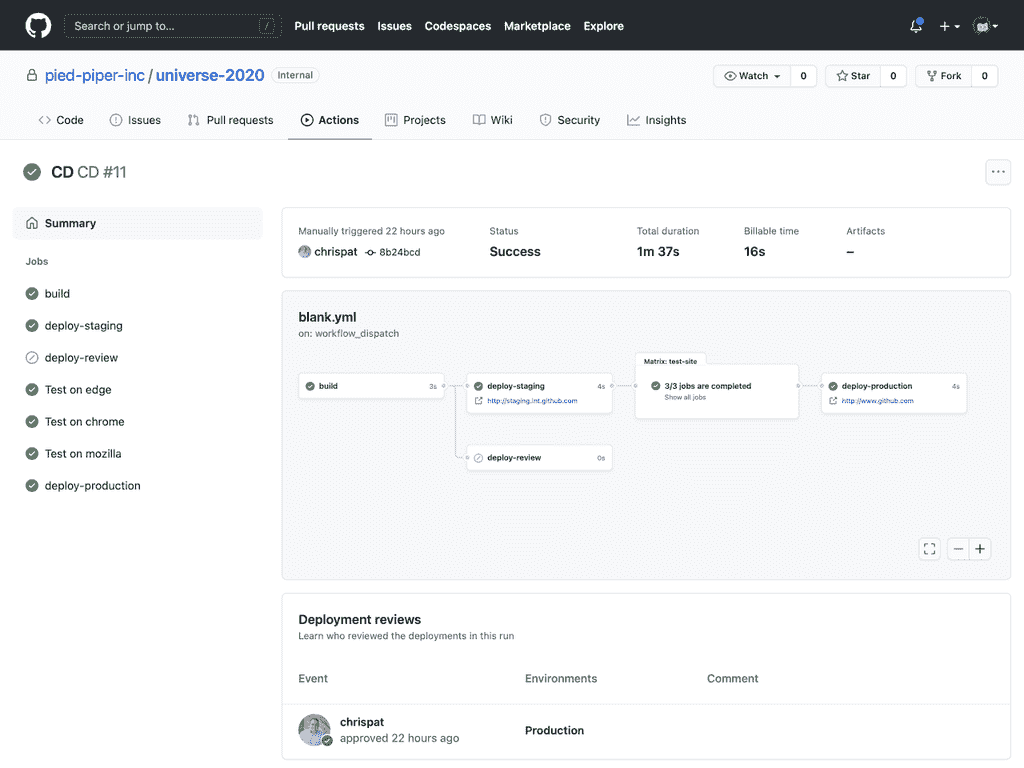 Search or jump to... /
Pull requests Issues Codespaces Marketplace Explore
pied-piper-inc / universe-2020 Internal
Watch 0 Star 0 Fork 0
Code Issues Pull requests Actions Projects Wiki Security Insights
CD CD #11
Summary
Jobs
build
deploy-staging
deploy-review
Test on edge
Test on chrome
Test on mozilla
deploy-production
Manually triggered 22 hours ago Status Total duration Billable time Artifacts
chrispat 8b24bcd Success 1m 37s 16s –
blank.yml
on: workflow_dispatch
Matrix: test-site
build 3s deploy-staging 4s 3/3 jobs are completed deploy-production 4s
http://staging.int.github.com Show all jobs http://www.github.com
deploy-review 0s
Deployment reviews
Learn who reviewed the deployments in this run
Event Environments Comment
chrispat
approved 22 hours ago Production